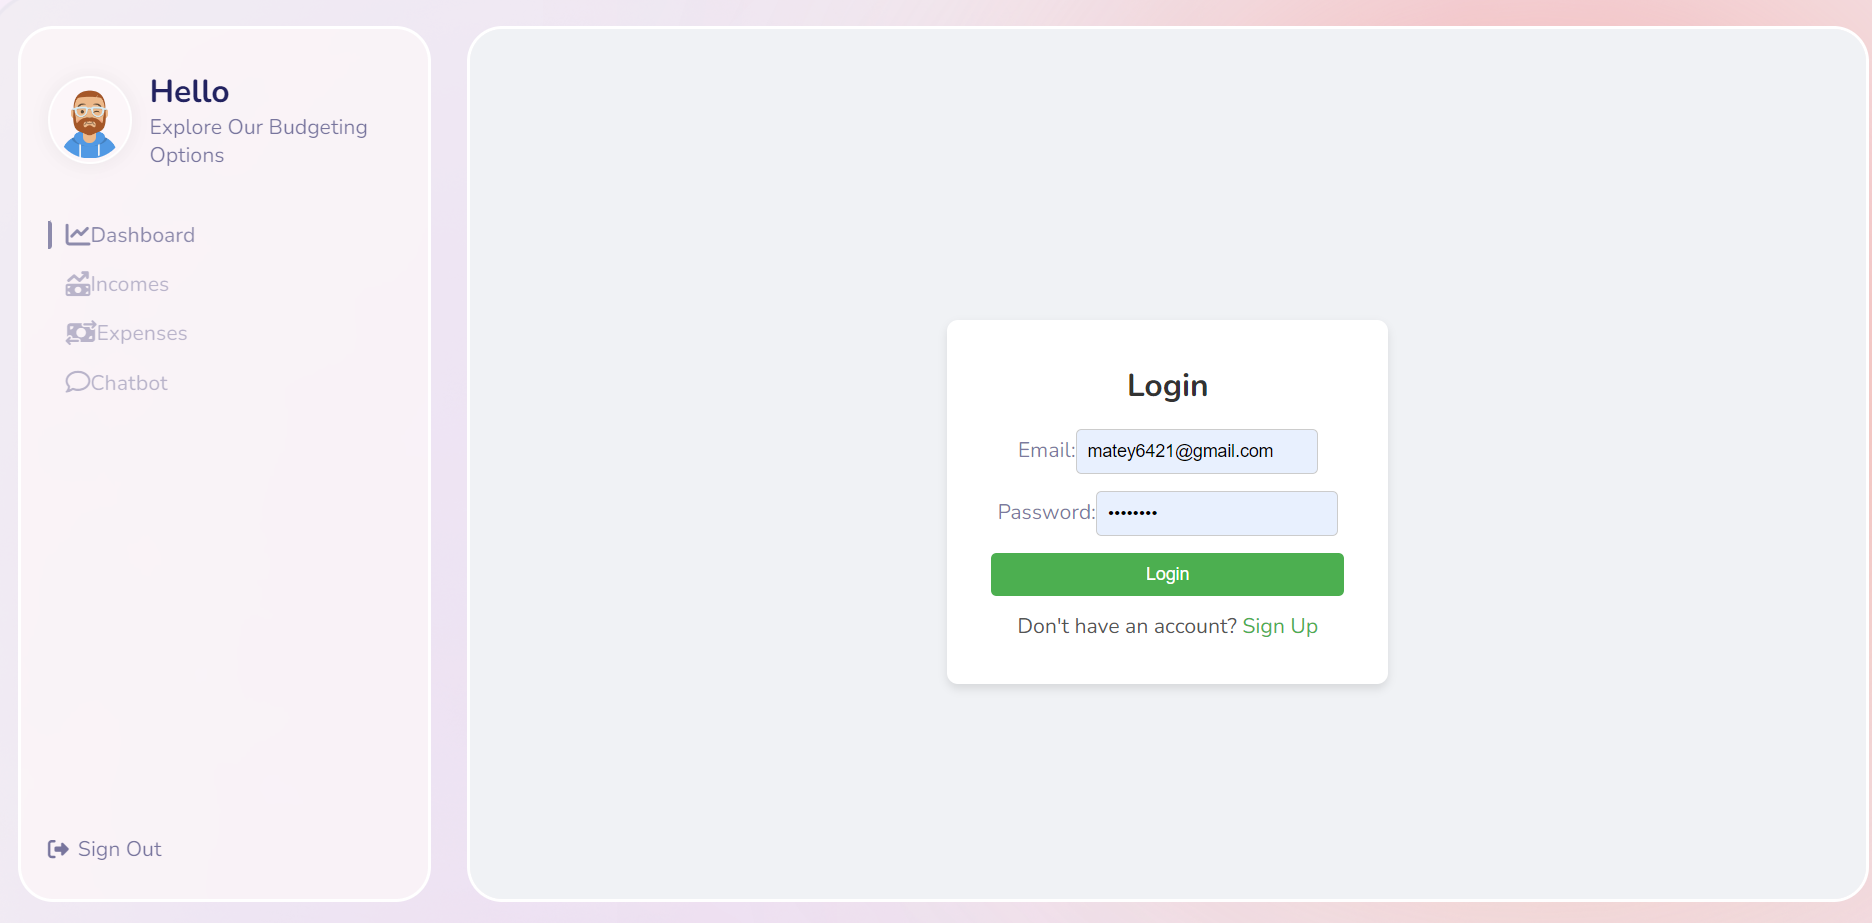 Hello
Explore Our Budgeting
Options
Dashboard
Incomes
Expenses
Chatbot
Sign Out
Login
Email: matey6421@gmail.com
Password: ••••••••
Login
Don't have an account? Sign Up